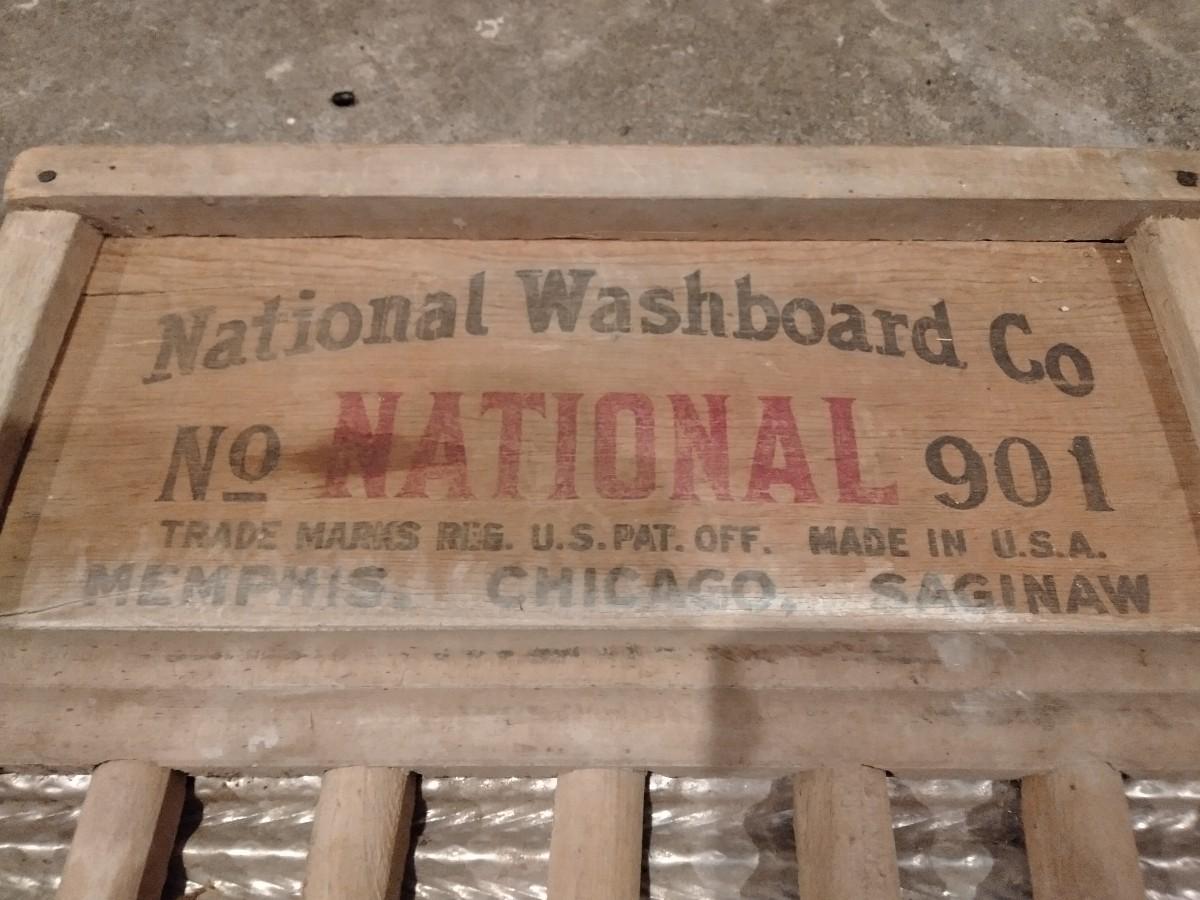 National Washboard Co
No NATIONAL 901
TRADE MARKS REG. U.S. PAT. OFF. MADE IN U.S.A.
MEMPHIS, CHICAGO, SAGINAW